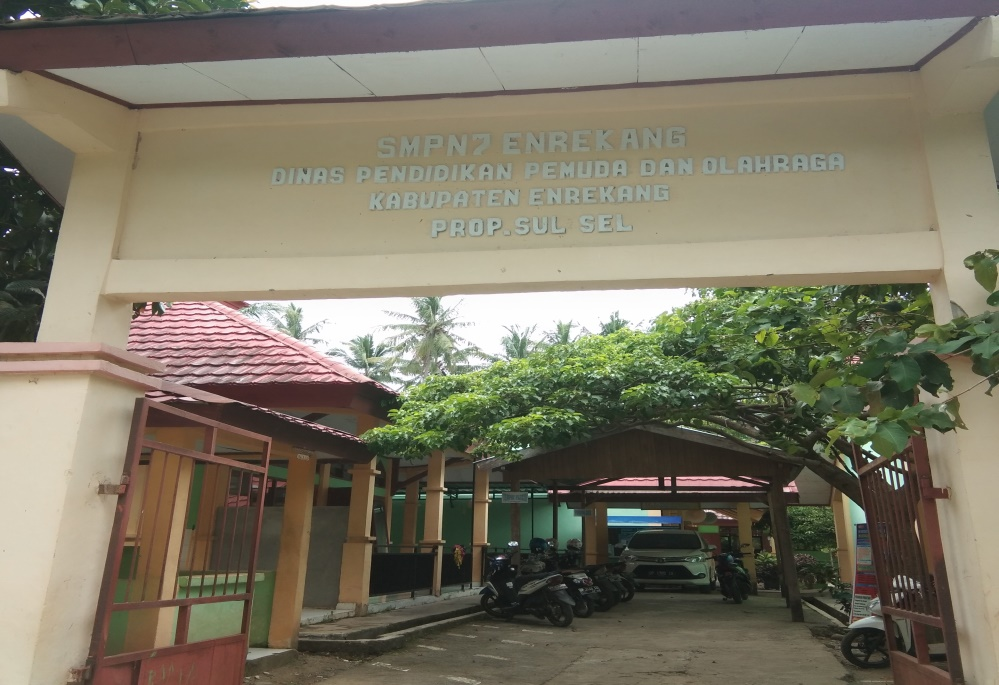 SMPN7 ENREKANG
DINAS PENDIDIKAN PEMUDA DAN OLAHRAGA
KABUPATEN ENREKANG
PROP.SUL SEL